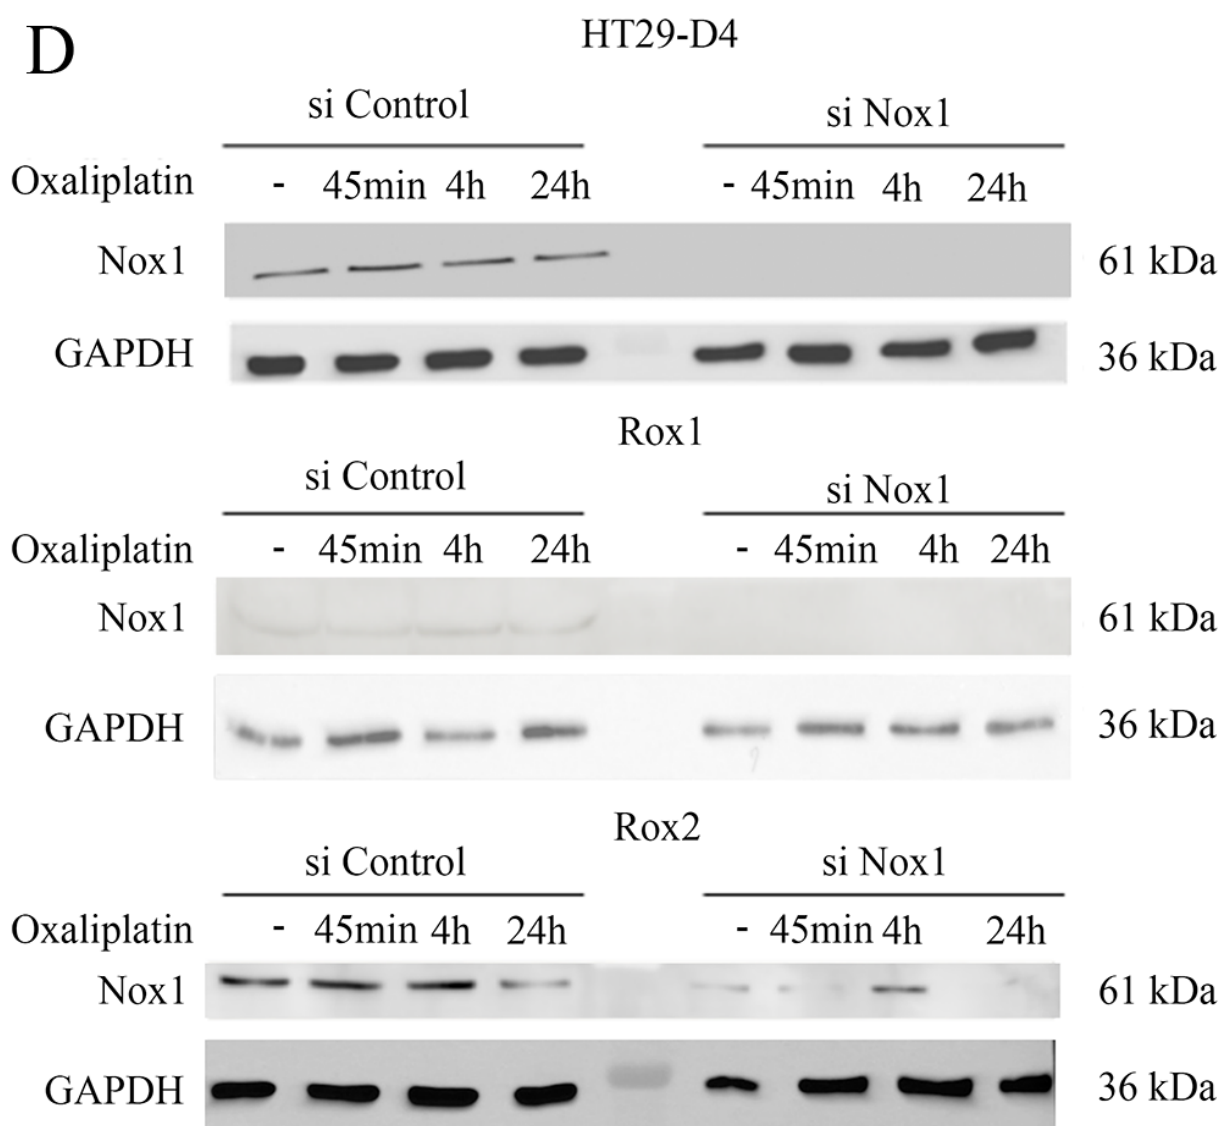 D
HT29-D4
si Control si Nox1
Oxaliplatin - 45min 4h 24h - 45min 4h 24h
Nox1 61 kDa
GAPDH 36 kDa
Rox1
si Control si Nox1
Oxaliplatin - 45min 4h 24h - 45min 4h 24h
Nox1 61 kDa
GAPDH 36 kDa
Rox2
si Control si Nox1
Oxaliplatin - 45min 4h 24h - 45min 4h 24h
Nox1 61 kDa
GAPDH 36 kDa